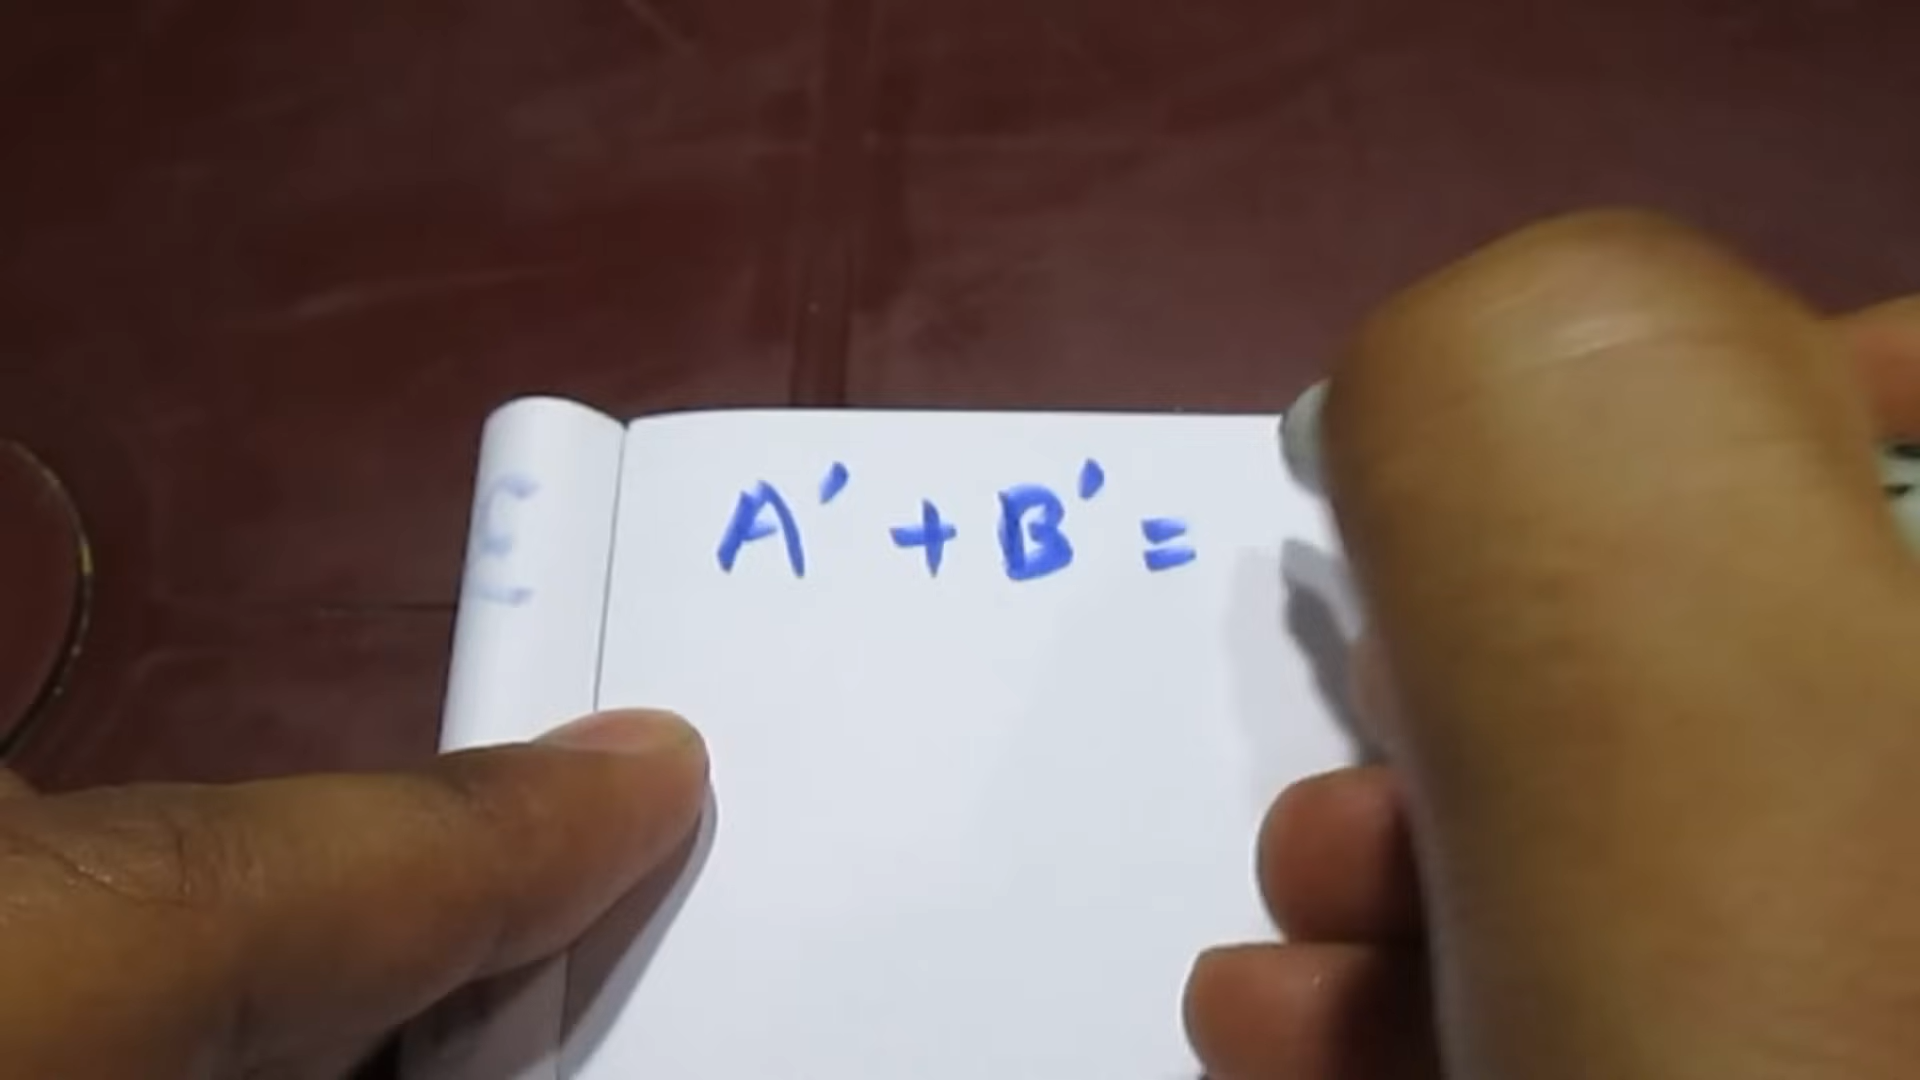 A' + B' =